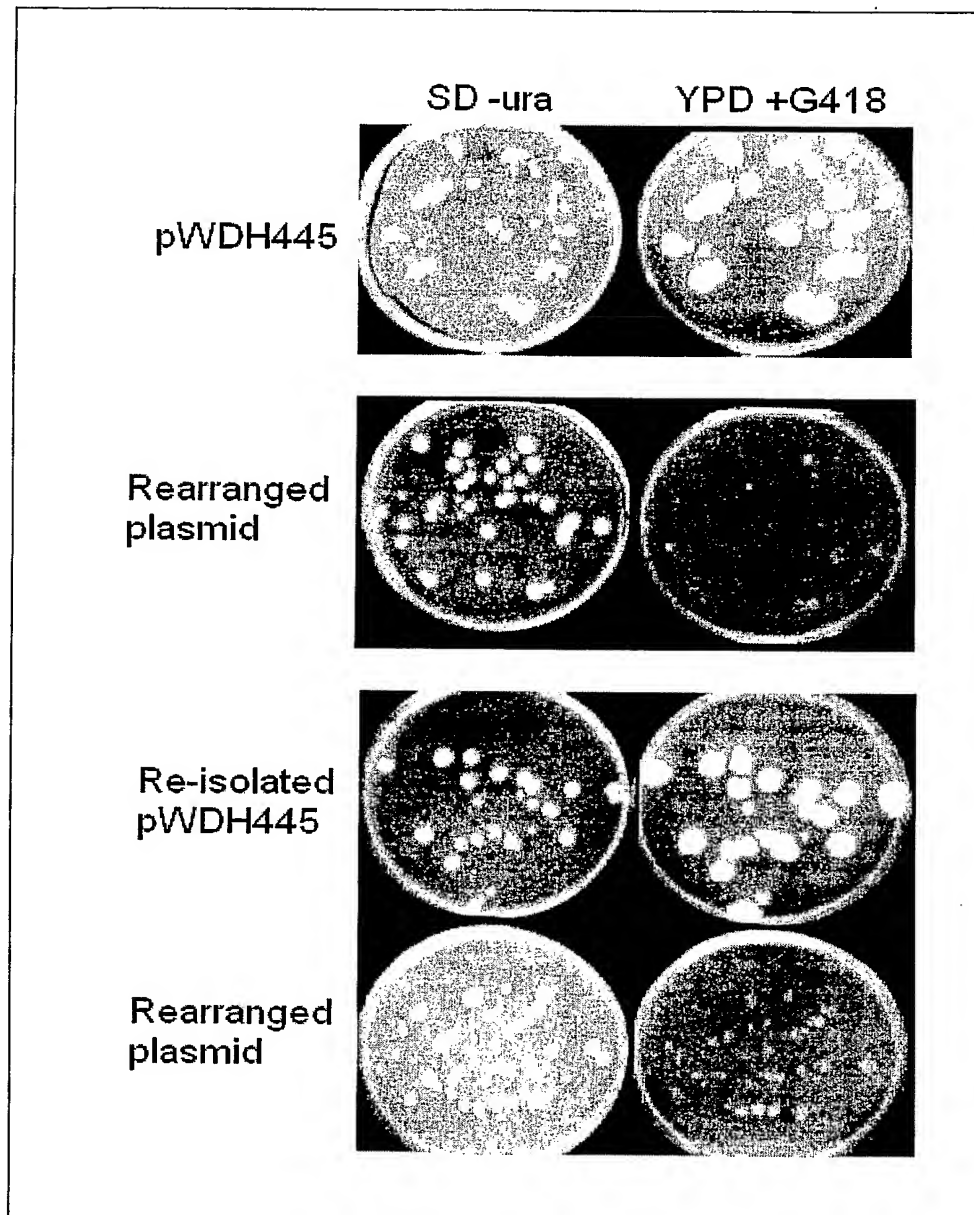 SD -ura YPD +G418
pWDH445
Rearranged
plasmid
Re-isolated
pWDH445
Rearranged
plasmid